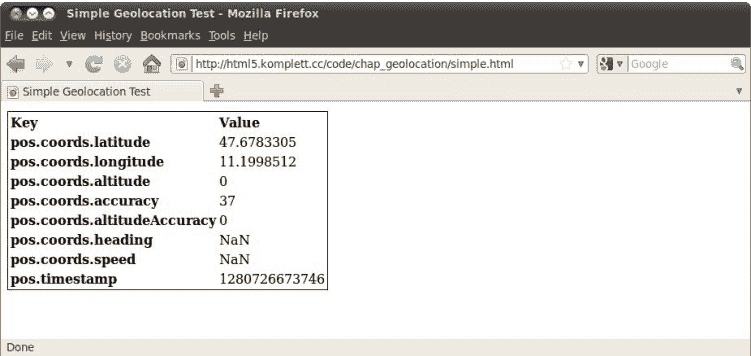 Simple Geolocation Test - Mozilla Firefox
File Edit View History Bookmarks Tools Help
http://html5.komplett.cc/code/chap_geolocation/simple.html
Google
Simple Geolocation Test
Key Value
pos.coords.latitude 47.6783305
pos.coords.longitude 11.1998512
pos.coords.altitude 0
pos.coords.accuracy 37
pos.coords.altitudeAccuracy 0
pos.coords.heading NaN
pos.coords.speed NaN
pos.timestamp 1280726673746
Done